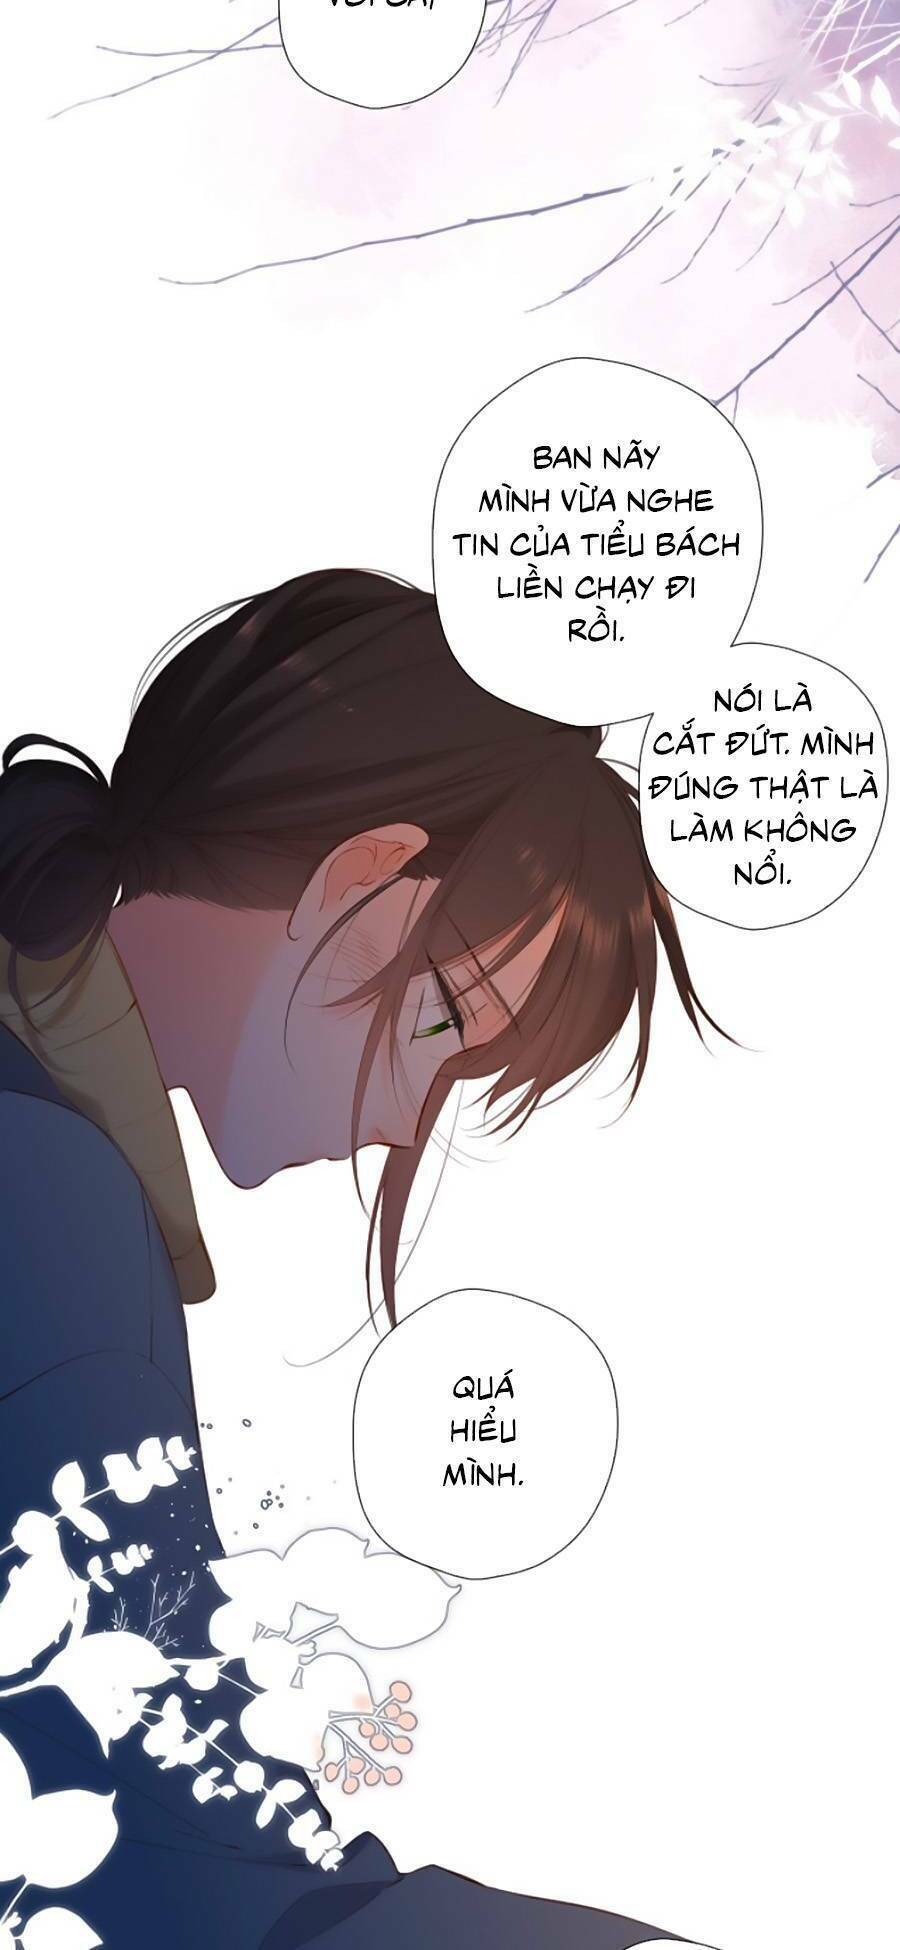 BAN NÃY
MÌNH VỪA NGHE
TIN CỦA TIỂU BÁCH
LIỀN CHẠY ĐI
RỒI.
NÓI LÀ
CẮT ĐỨT. MÌNH
ĐÚNG THẬT LÀ
LÀM KHÔNG
NỔI.
QUÁ
HIỂU
MÌNH.